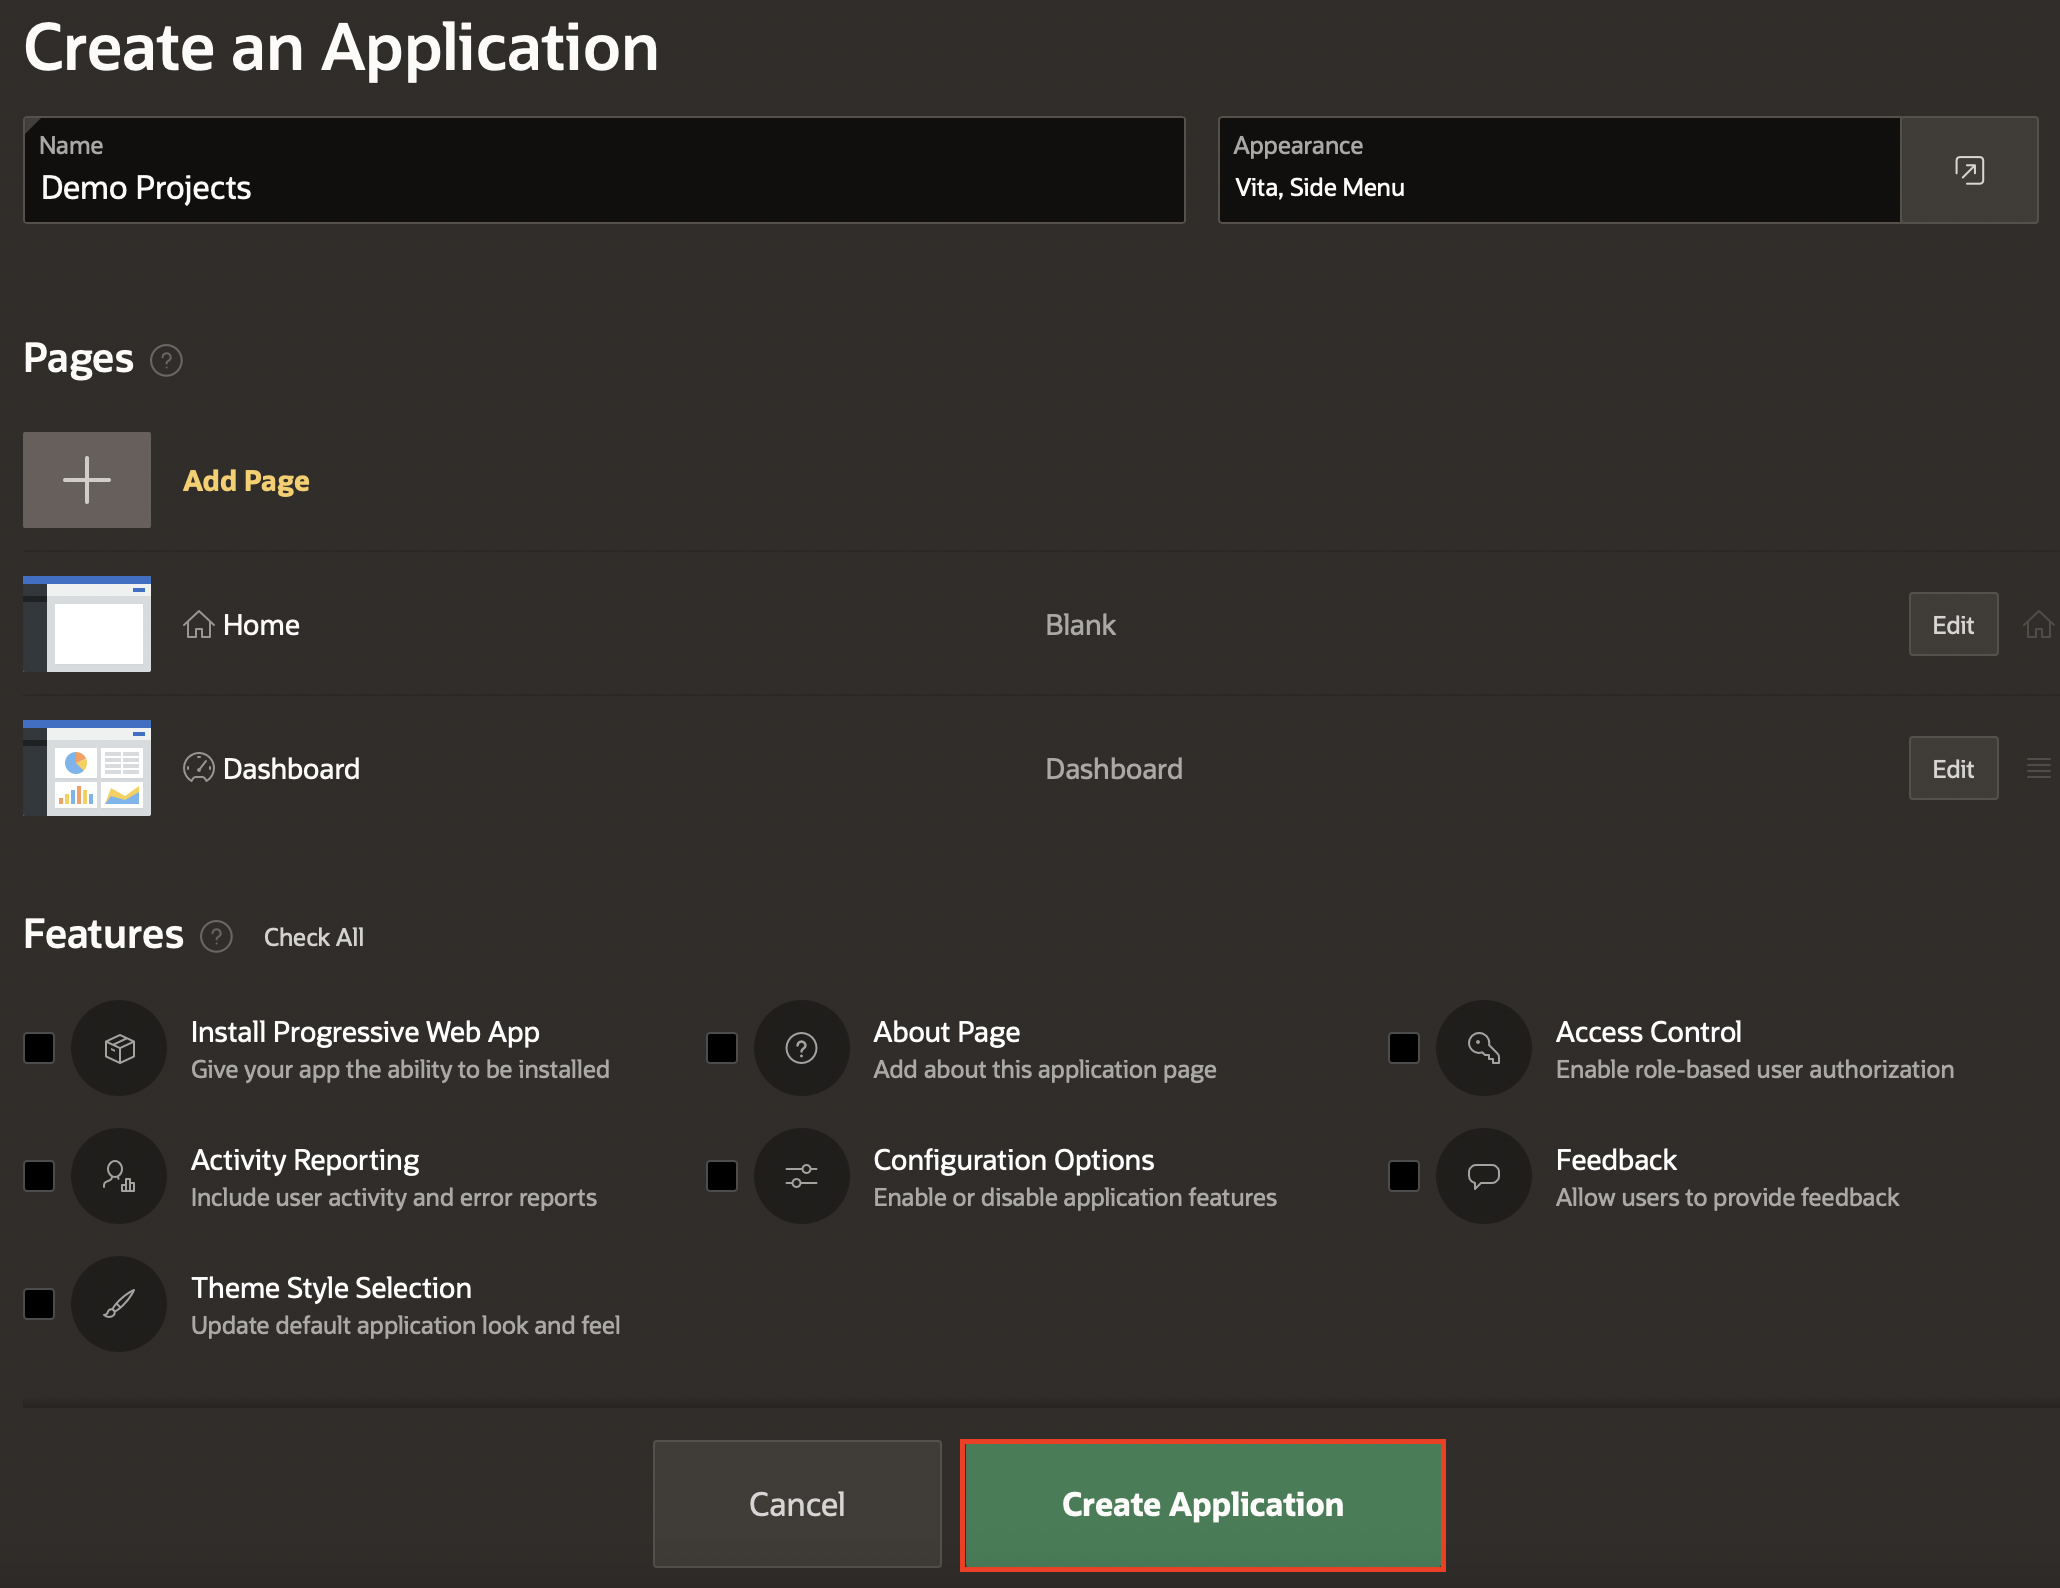 Create an Application
Name
Demo Projects
Appearance
Vita, Side Menu
Pages ?
Add Page
Home Blank Edit
Dashboard Dashboard Edit
Features ? Check All
Install Progressive Web App
Give your app the ability to be installed
About Page
Add about this application page
Access Control
Enable role-based user authorization
Activity Reporting
Include user activity and error reports
Configuration Options
Enable or disable application features
Feedback
Allow users to provide feedback
Theme Style Selection
Update default application look and feel
Cancel
Create Application